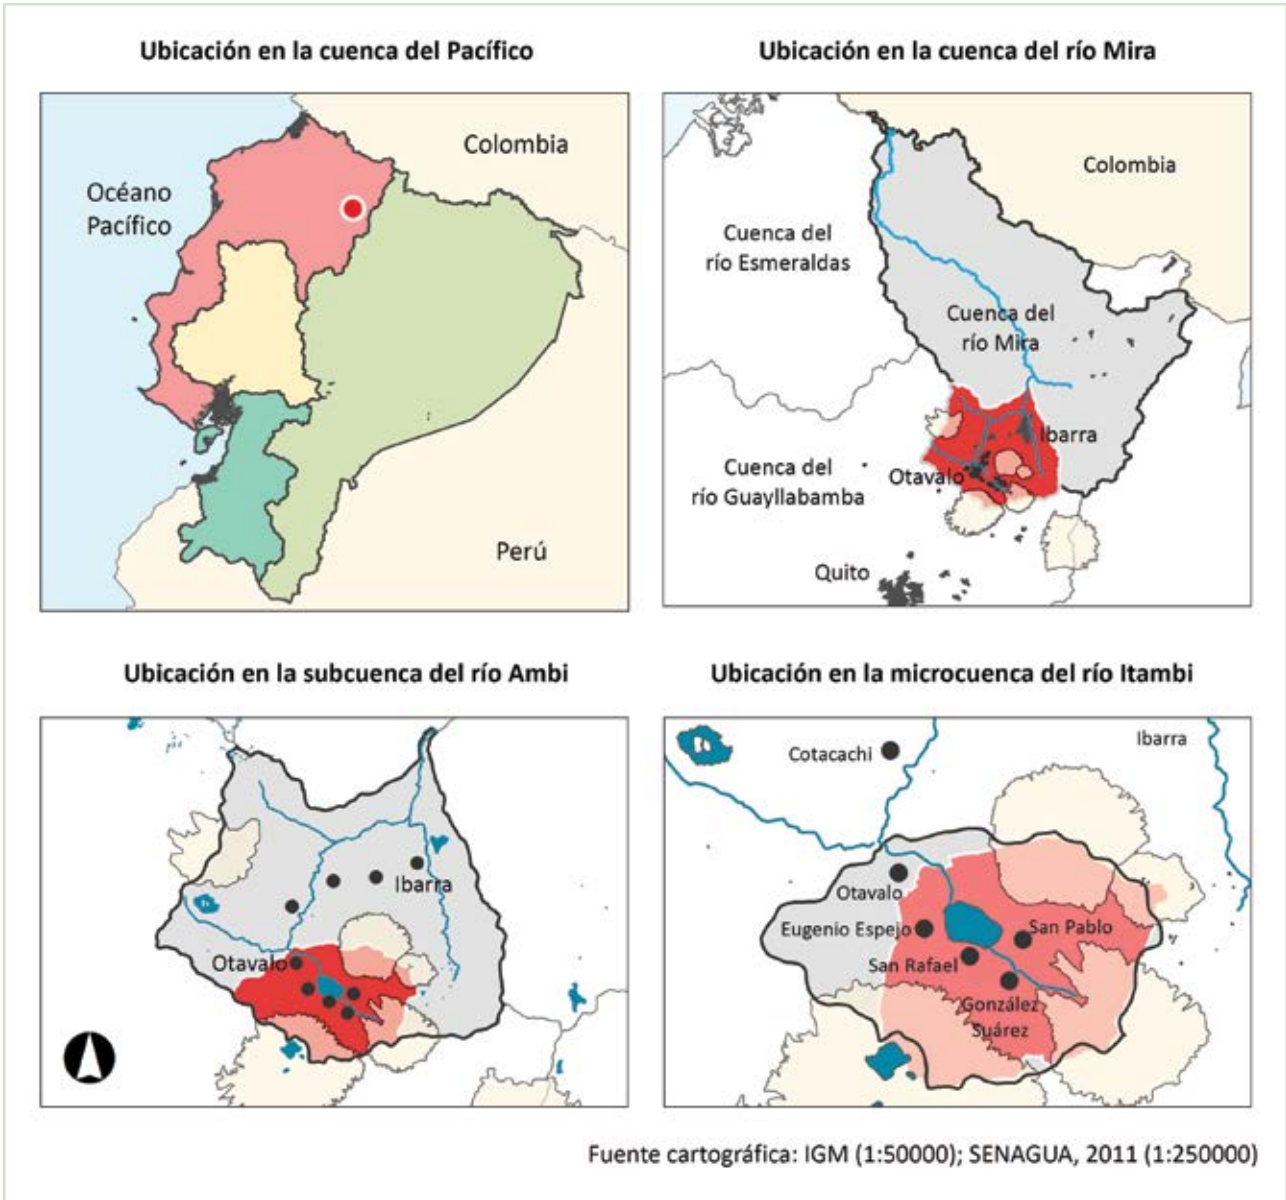 Ubicación en la cuenca del Pacífico
Colombia
Océano
Pacífico
Perú
Ubicación en la cuenca del río Mira
Colombia
Cuenca del
río Esmeraldas
Cuenca del
río Mira
Ibarra
Cuenca del
río Guayllabamba
Otavalo
Quito
Ubicación en la subcuenca del río Ambi
Ibarra
Otavalo
Ubicación en la microcuenca del río Itambi
Cotacachi
Ibarra
Otavalo
Eugenio Espejo
San Pablo
San Rafael
González
Suárez
Fuente cartográfica: IGM (1:50000); SENAGUA, 2011 (1:250000)